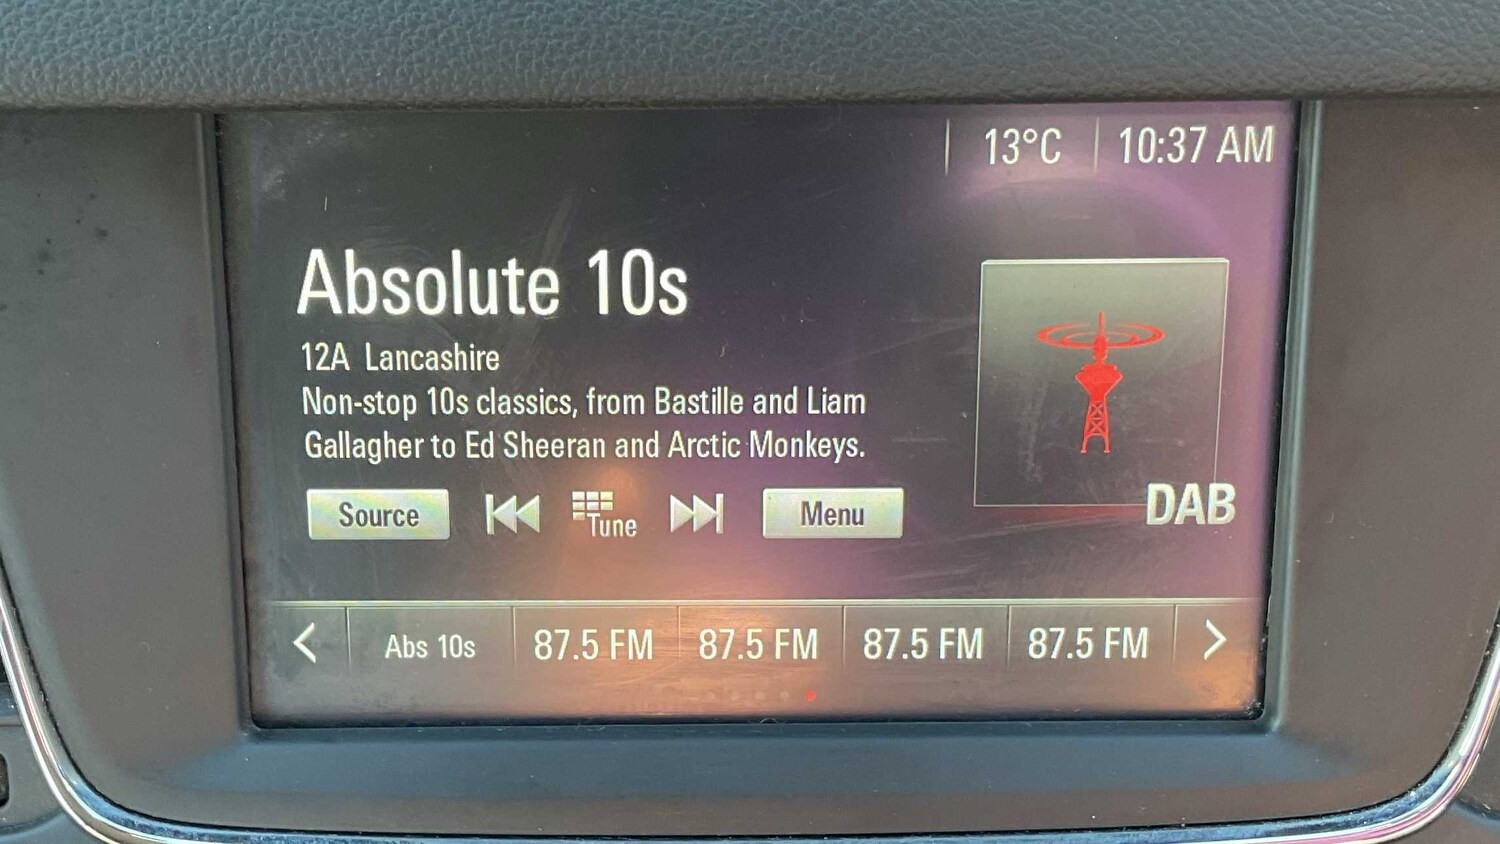 13°C 10:37 AM
Absolute 10s
12A Lancashire
Non-stop 10s classics, from Bastille and Liam
Gallagher to Ed Sheeran and Arctic Monkeys.
DAB
Source Tune Menu
Abs 10s 87.5 FM 87.5 FM 87.5 FM 87.5 FM